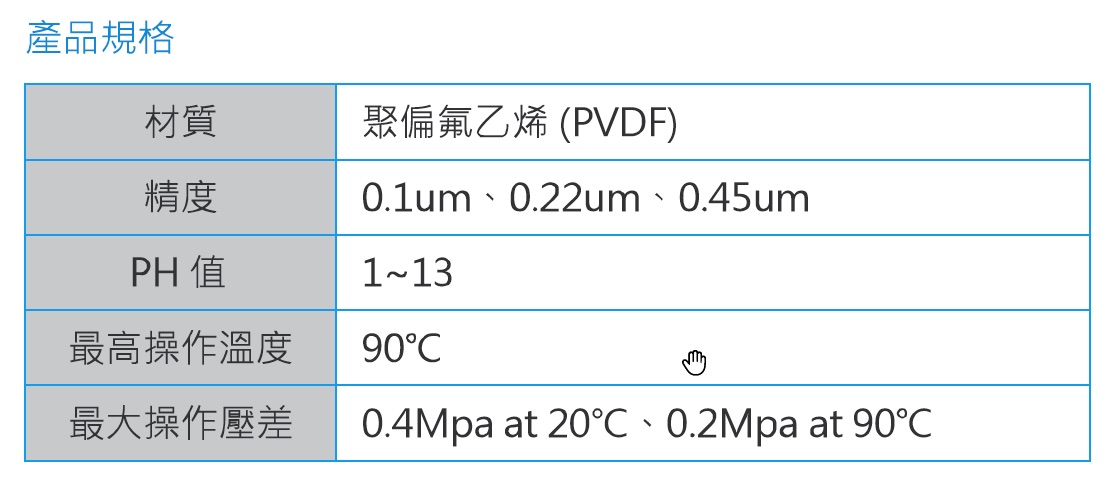 產品規格
材質 聚偏氟乙烯 (PVDF)
精度 0.1um、0.22um、0.45um
PH 值 1~13
最高操作溫度 90℃
最大操作壓差 0.4Mpa at 20℃、0.2Mpa at 90℃